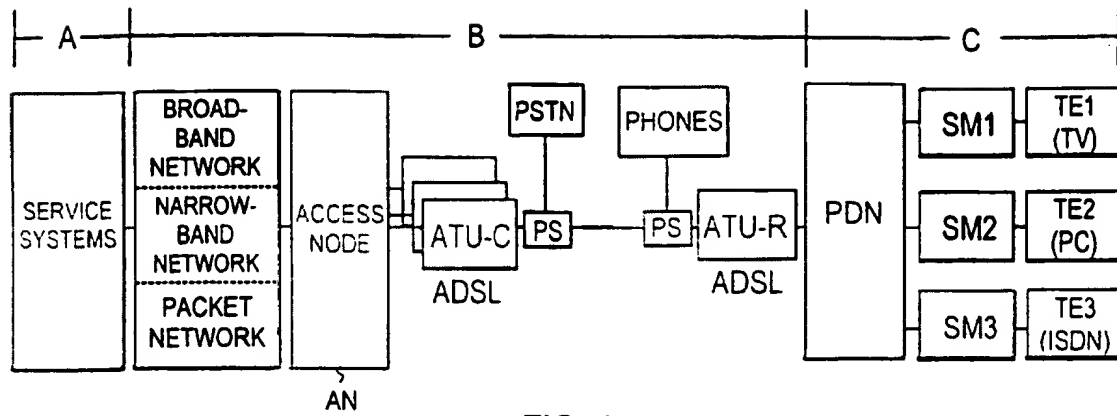 A
B
C
SERVICE
SYSTEMS
BROAD-
BAND
NETWORK
NARROW-
BAND
NETWORK
PACKET
NETWORK
ACCESS
NODE
AN
ATU-C
ADSL
PS
PSTN
PHONES
PS
ATU-R
ADSL
PDN
SM1
TE1
(TV)
SM2
TE2
(PC)
SM3
TE3
(ISDN)